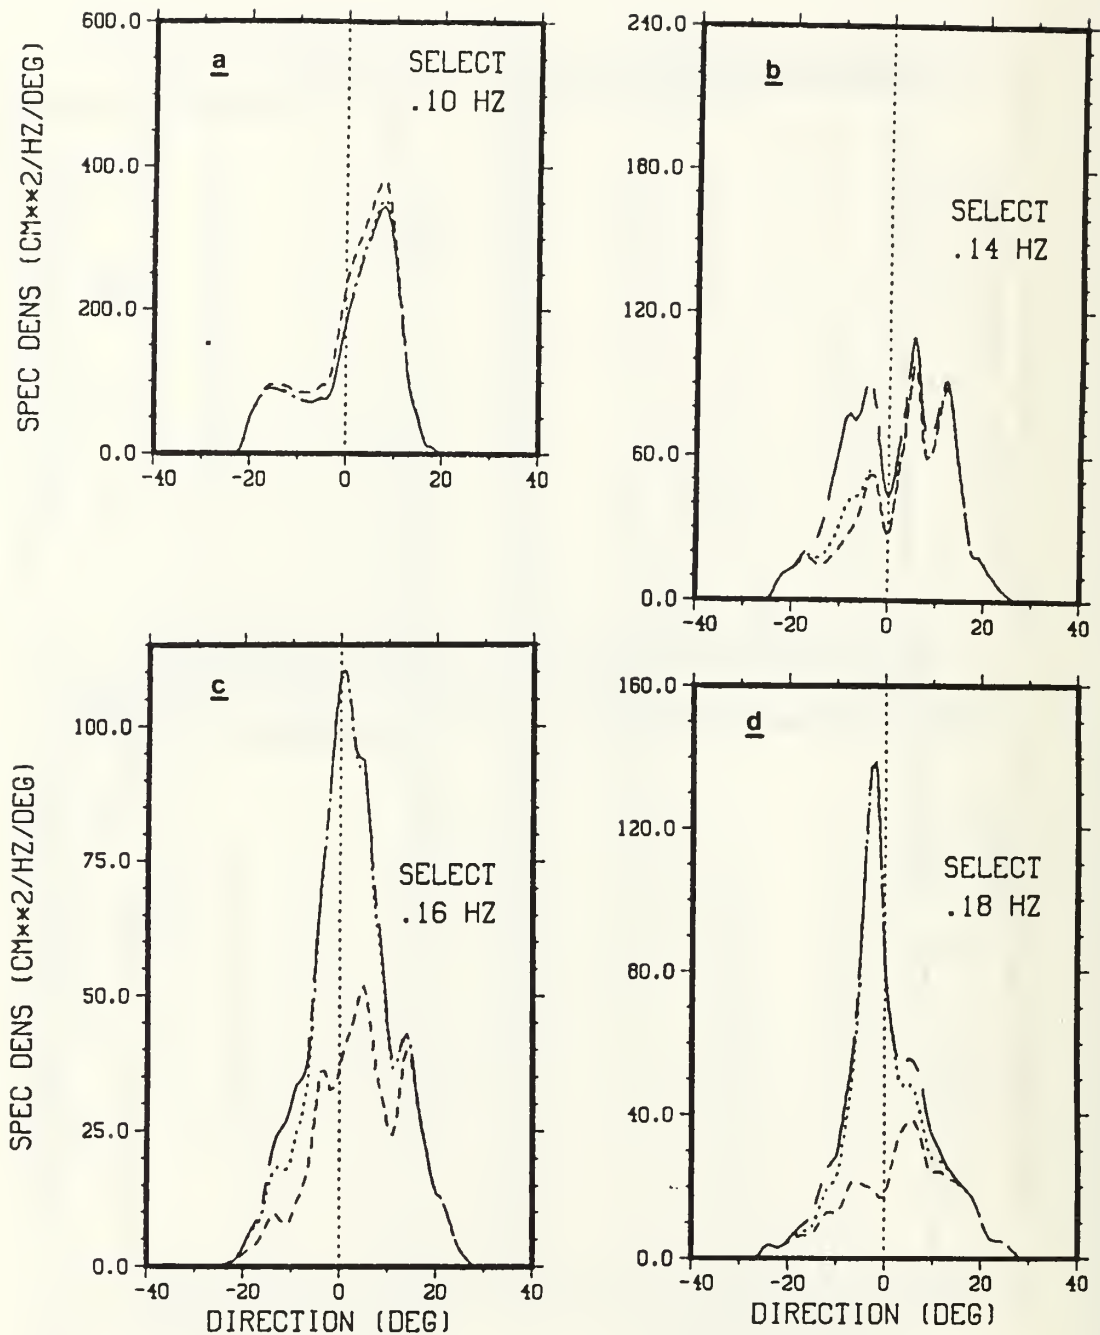 SPEC DENS (CM**2/HZ/DEG)
600.0
400.0
200.0
0.0
a
SELECT
.10 HZ
-40
-20
0
20
40
240.0
180.0
120.0
60.0
0.0
b
SELECT
.14 HZ
-40
-20
0
20
40
SPEC DENS (CM**2/HZ/DEG)
100.0
75.0
50.0
25.0
0.0
c
SELECT
.16 HZ
-40
-20
0
20
40
DIRECTION (DEG)
160.0
120.0
80.0
40.0
0.0
d
SELECT
.18 HZ
-40
-20
0
20
40
DIRECTION (DEG)